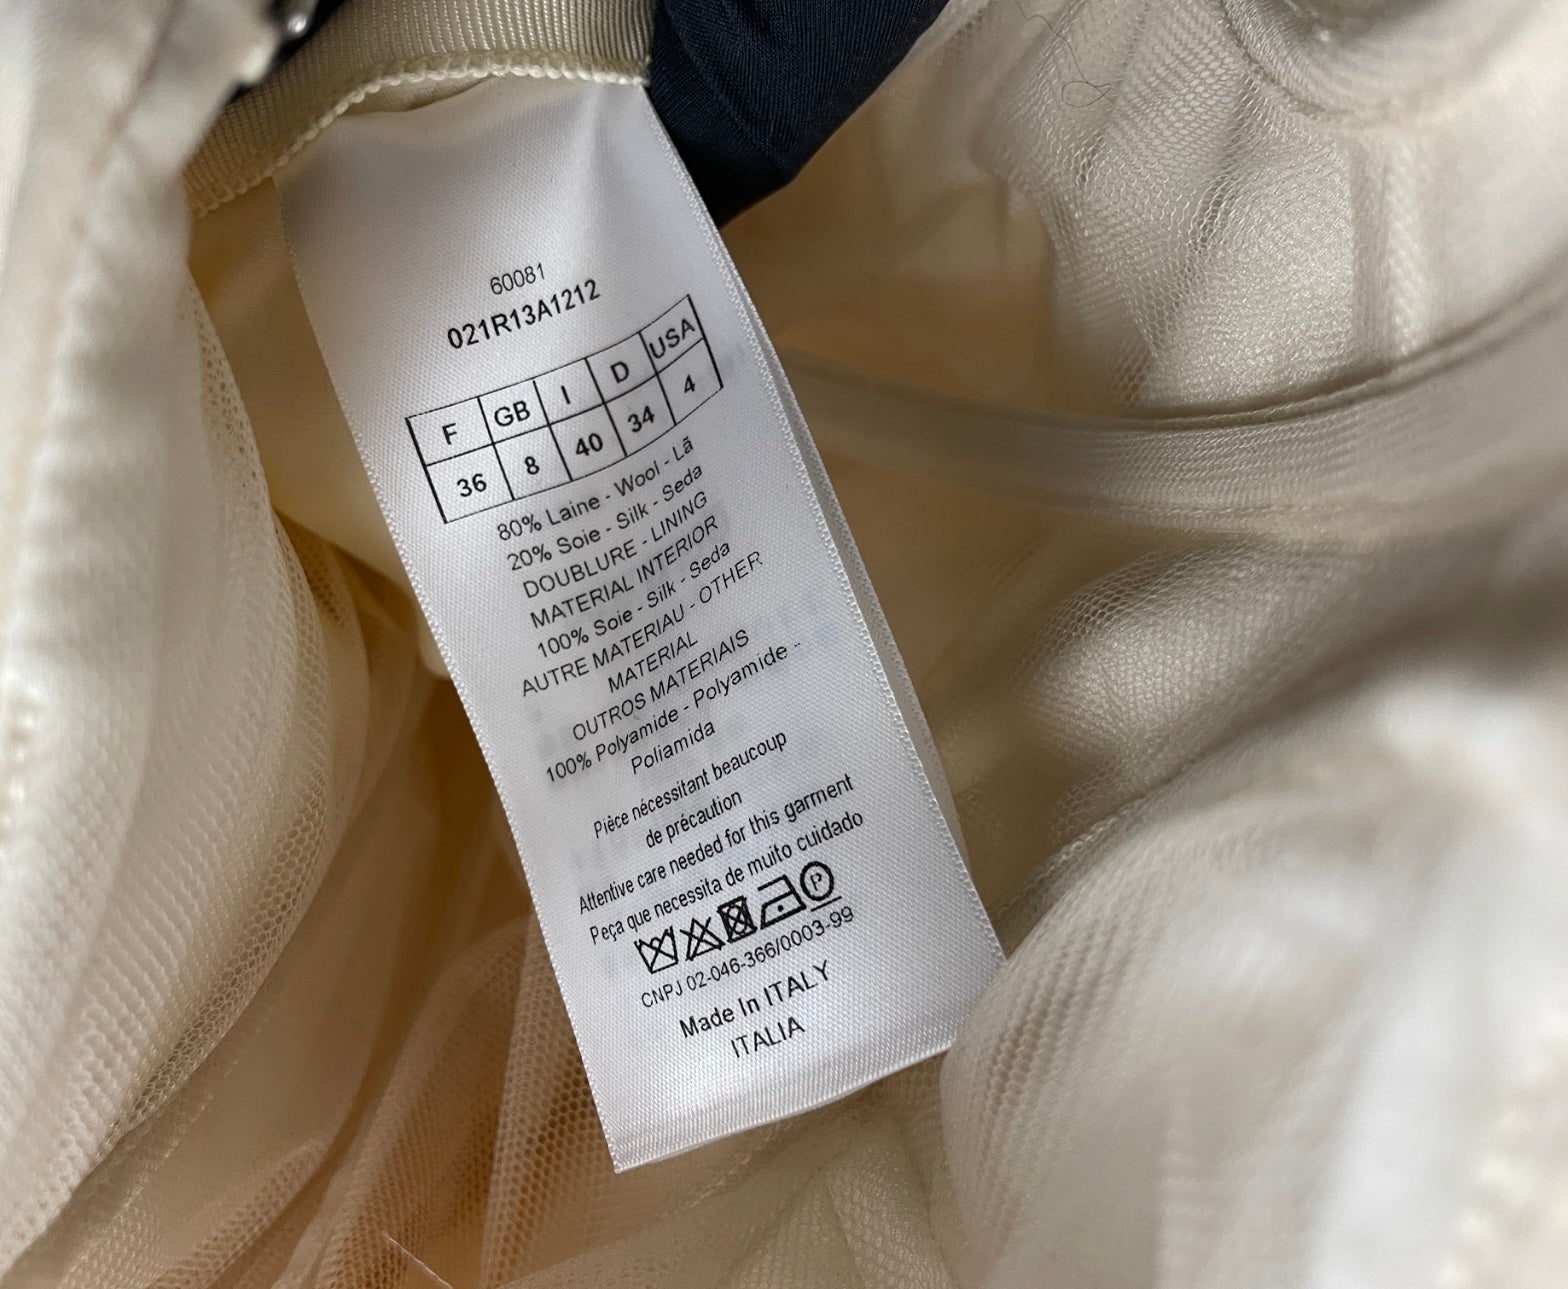 60081
021R13A1212
F GB I D USA
36 8 40 34 4
80% Laine - Wool - Lã
20% Soie - Silk - Seda
DOUBLURE - LINING
MATERIAL INTERIOR
100% Soie - Silk - Seda
AUTRE MATERIAU - OTHER
MATERIAL
OUTROS MATERIAIS
100% Polyamide - Polyamide -
Poliamida
Pièce nécessitant beaucoup
de précaution
Attentive care needed for this garment
Peça que necessita de muito cuidado
P
CNPJ 02-046-366/0003-99
Made In ITALY
ITALIA